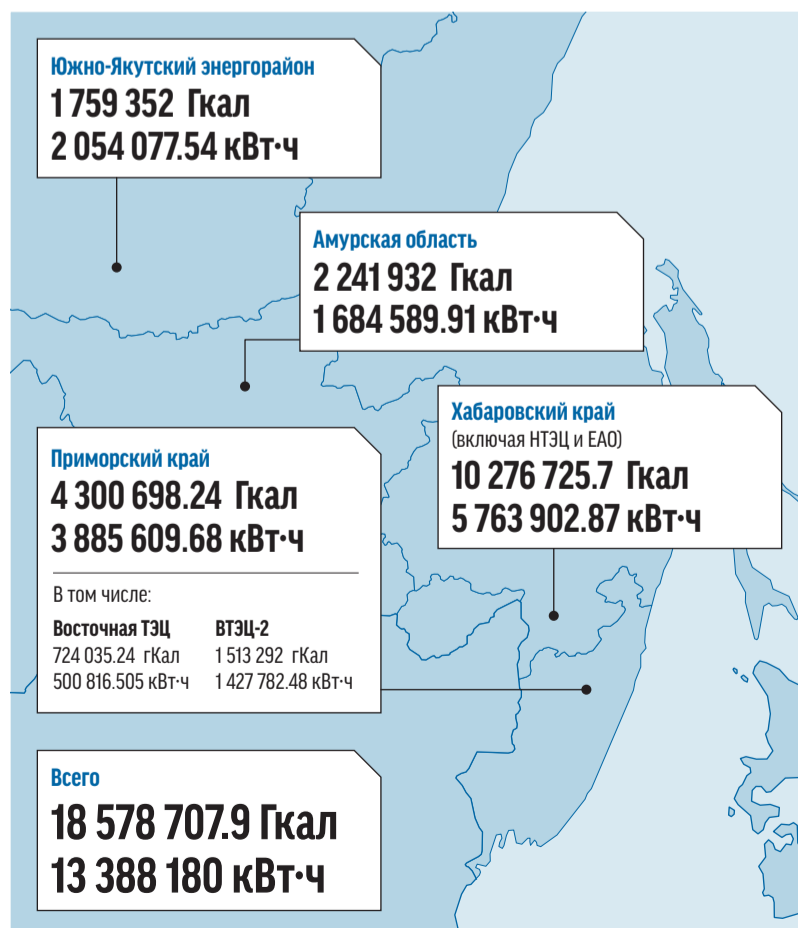 Южно-Якутский энергорайон
1 759 352 Гкал
2 054 077.54 кВт·ч
Амурская область
2 241 932 Гкал
1 684 589.91 кВт·ч
Хабаровский край
(включая НТЭЦ и ЕАО)
10 276 725.7 Гкал
5 763 902.87 кВт·ч
Приморский край
4 300 698.24 Гкал
3 885 609.68 кВт·ч
В том числе:
Восточная ТЭЦ
724 035.24 гКал
500 816.505 кВт·ч
ВТЭЦ-2
1 513 292 гКал
1 427 782.48 кВт·ч
Всего
18 578 707.9 Гкал
13 388 180 кВт·ч